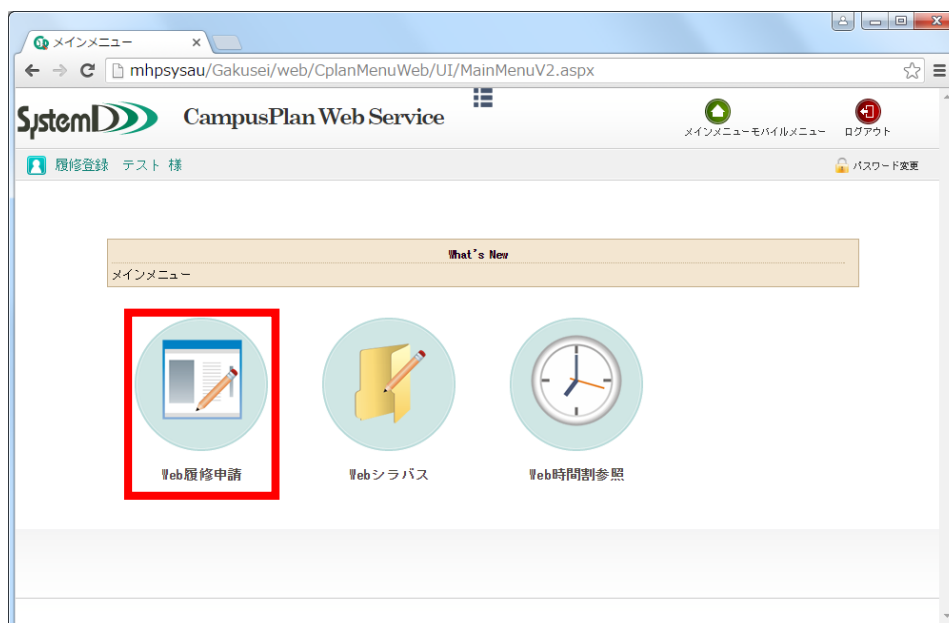 メインメニュー
mhpsysau/Gakusei/web/CplanMenuWeb/UI/MainMenuV2.aspx
SystemD CampusPlan Web Service
メインメニュー モバイルメニュー ログアウト
履修登録 テスト 様
パスワード変更
What's New
メインメニュー
Web履修申請 Webシラバス Web時間割参照